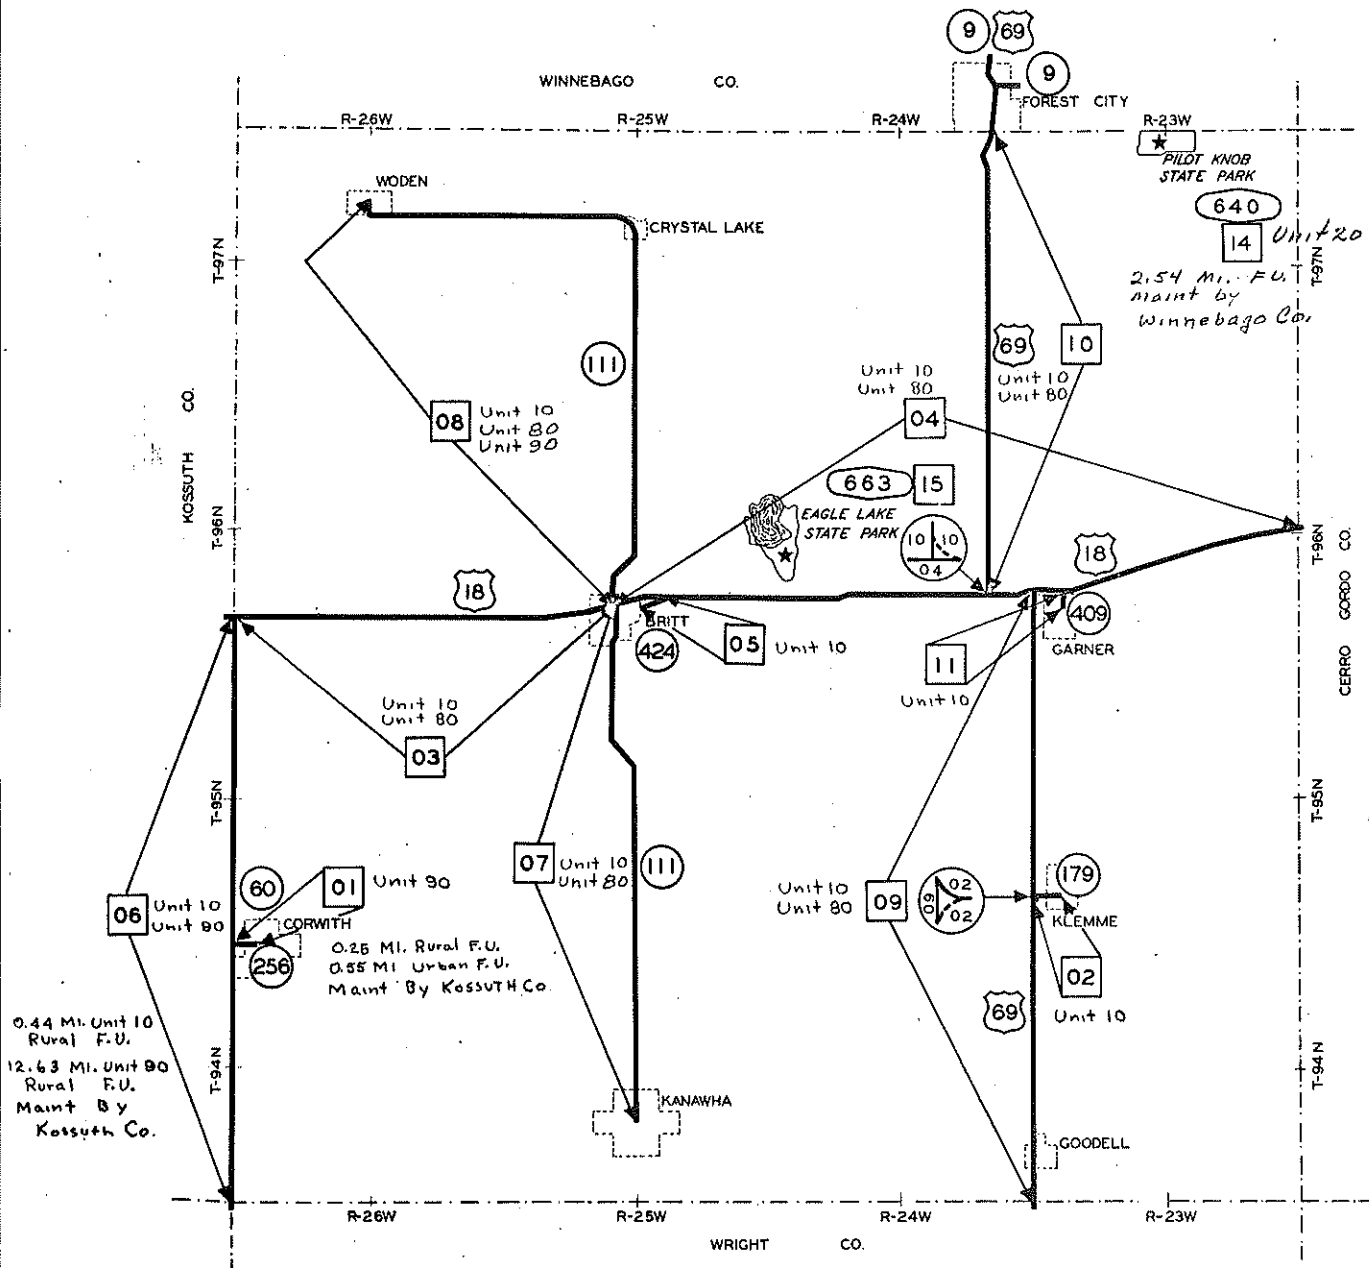 9 69
WINNEBAGO CO.
9
FOREST CITY
R-26W R-25W R-24W R-23W
PILOT KNOB
STATE PARK
640
14 Unit 20
2.54 Mi. F.U.
Maint by
Winnebago Co.
WODEN
CRYSTAL LAKE
T-97N
T-97N
111
69
10
Unit 10
Unit 80
Unit 10
Unit 80
04
08
Unit 10
Unit 80
Unit 90
KOSSUTH CO.
663 15
EAGLE LAKE
STATE PARK
10 10
04
T-96N
T-96N
18
18
CERRO GORDO CO.
BRITT
424
05 Unit 10
409
GARNER
11
Unit 10
Unit 10
Unit 80
03
T-95N
T-95N
07
Unit 10
Unit 80
111
60
01 Unit 90
06
Unit 10
Unit 90
CORWITH
256
0.25 MI. Rural F.U.
0.55 MI Urban F.U.
Maint By KOSSUTH Co
Unit 10
Unit 80
09
09 02
02
179
KLEMME
02
Unit 10
69
0.44 MI. Unit 10
Rural F.U.
12.63 MI. Unit 90
Rural F.U.
Maint By
Kossuth Co.
T-94N
T-94N
KANAWHA
GOODELL
R-26W R-25W R-24W R-23W
WRIGHT CO.